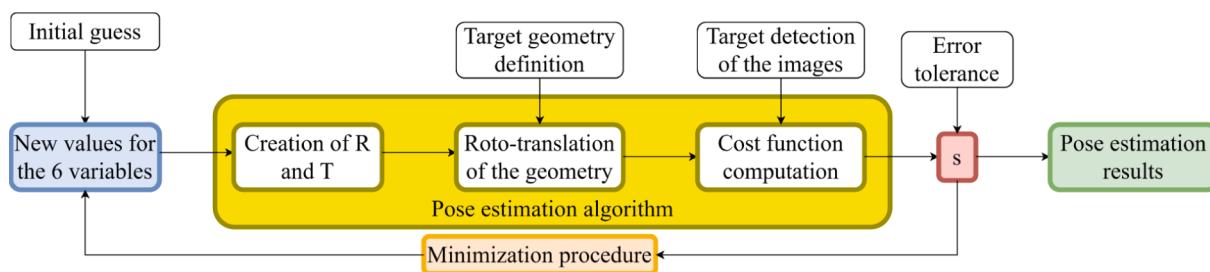 Initial guess
Target geometry
definition
Target detection
of the images
Error
tolerance
New values for
the 6 variables
Creation of R
and T
Roto-translation
of the geometry
Cost function
computation
s
Pose estimation
results
Pose estimation algorithm
Minimization procedure